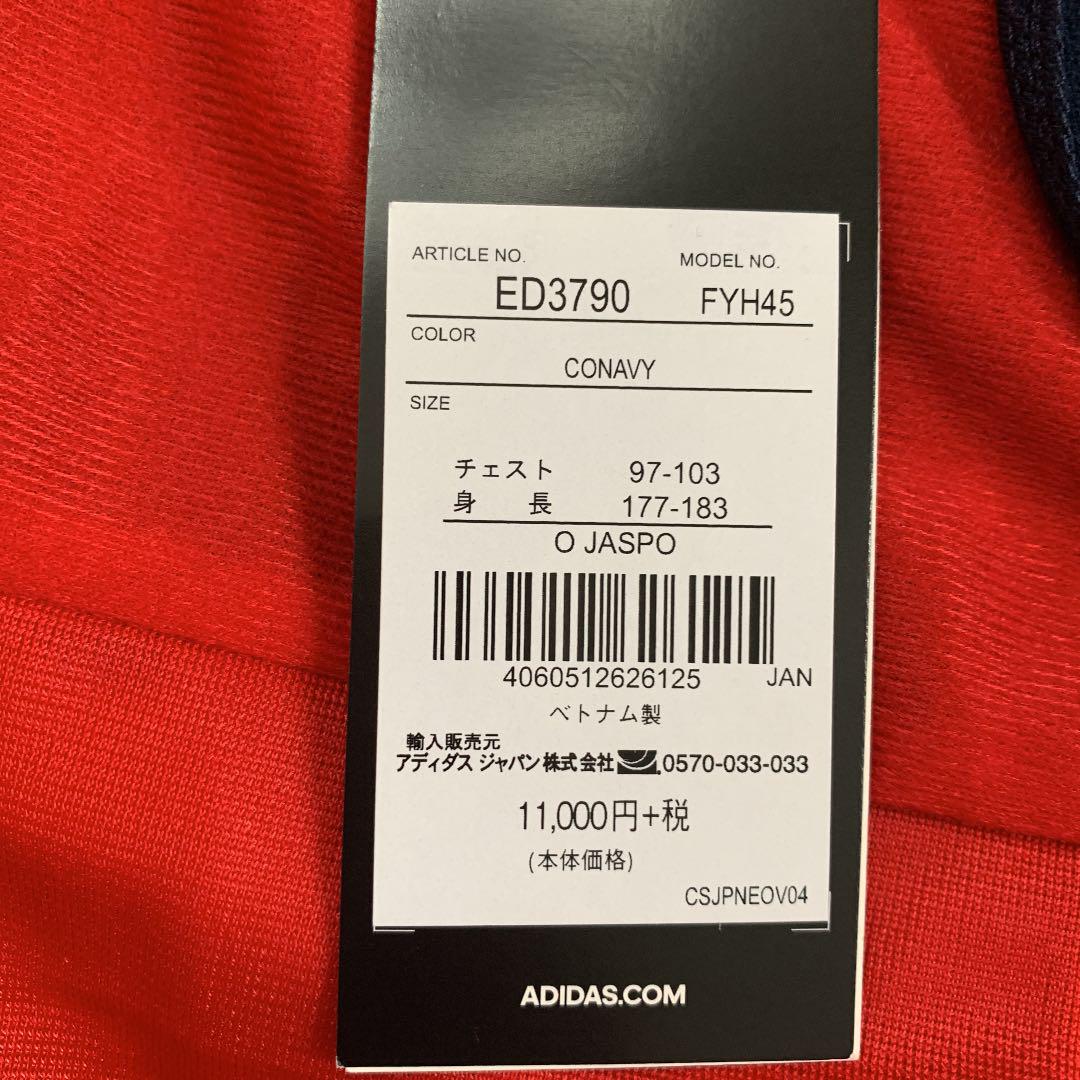 ARTICLE NO. MODEL NO.
ED3790 FYH45
COLOR
CONAVY
SIZE
チェスト 97-103
身 長 177-183
O JASPO
4060512626125 JAN
ベトナム製
輸入販売元
アディダス ジャパン 株式会社 0570-033-033
11,000円+税
(本体価格)
CSJPNEOV04
ADIDAS.COM